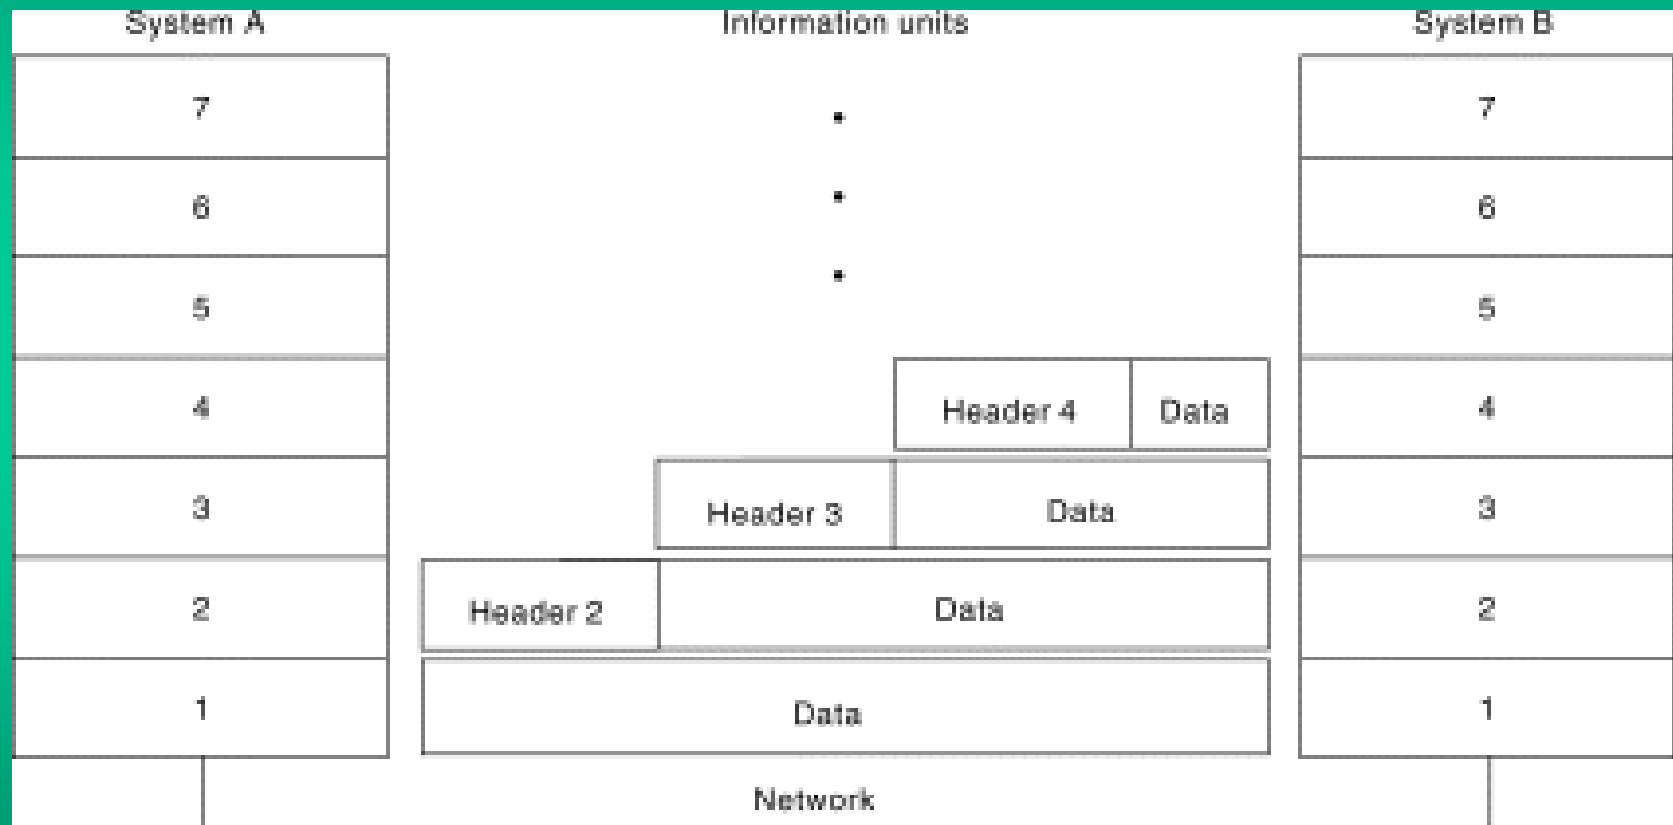 System A Information units System B
7 7
6 6
5 5
4 Header 4 Data 4
3 Header 3 Data 3
2 Header 2 Data 2
1 Data 1
Network